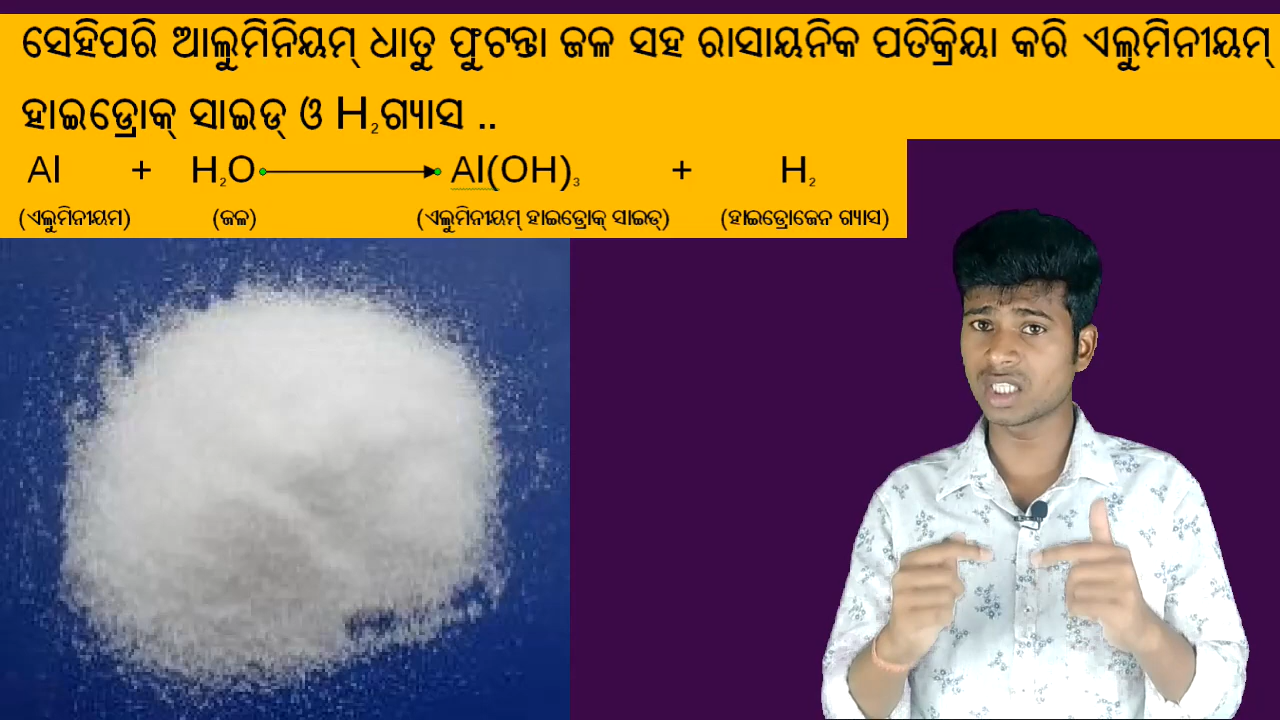 ସେହିପରି ଆଲୁମିନିୟମ୍ ଧାତୁ ଫୁଟନ୍ତା ଜଳ ସହ ରାସାୟନିକ ପତିକ୍ରିୟା କରି ଏଲୁମିନୀୟମ୍
ହାଇଡ୍ରୋକ୍ ସାଇଡ୍ ଓ H₂ଗ୍ୟାସ ..
Al + H₂O Al(OH)₃ + H₂
(ଏଲୁମିନୀୟମ) (ଜଳ) (ଏଲୁମିନୀୟମ୍ ହାଇଡ୍ରୋକ୍ ସାଇଡ୍) (ହାଇଡ୍ରୋଜେନ ଗ୍ୟାସ)